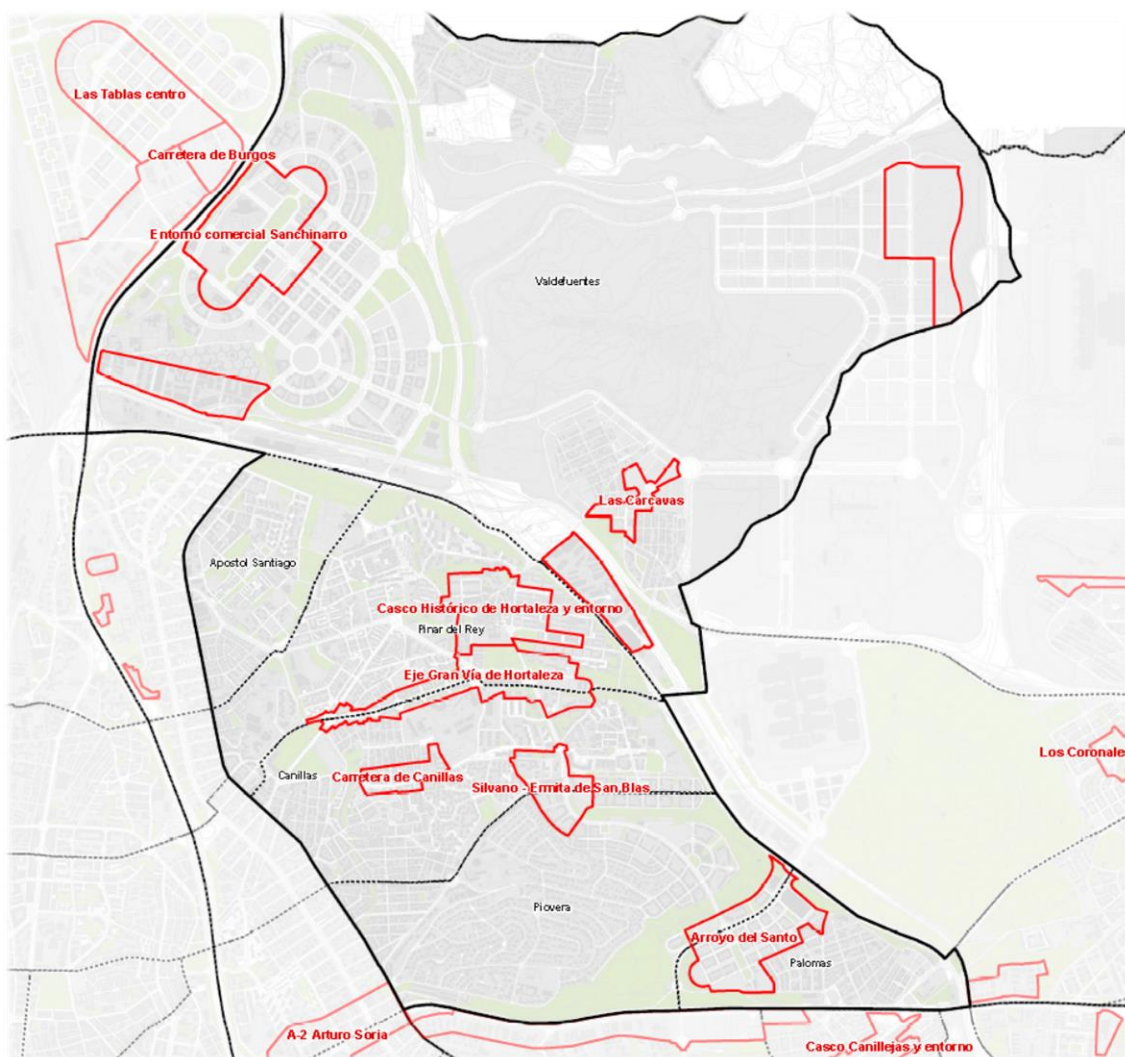 Las Tablas centro
Carretera de Burgos
Entorno comercial Sanchinarro
Valdefuentes
Las Cárcavas
Apostol Santiago
Casco Histórico de Hortaleza y entorno
Pinar del Rey
Eje Gran Vía de Hortaleza
Los Coronale
Canillas
Carretera de Canillas
Silvano - Ermita de San Blas
Piovera
Arroyo del Santo
Palomas
A-2 Arturo Soria
Casco Canillejas y entorno